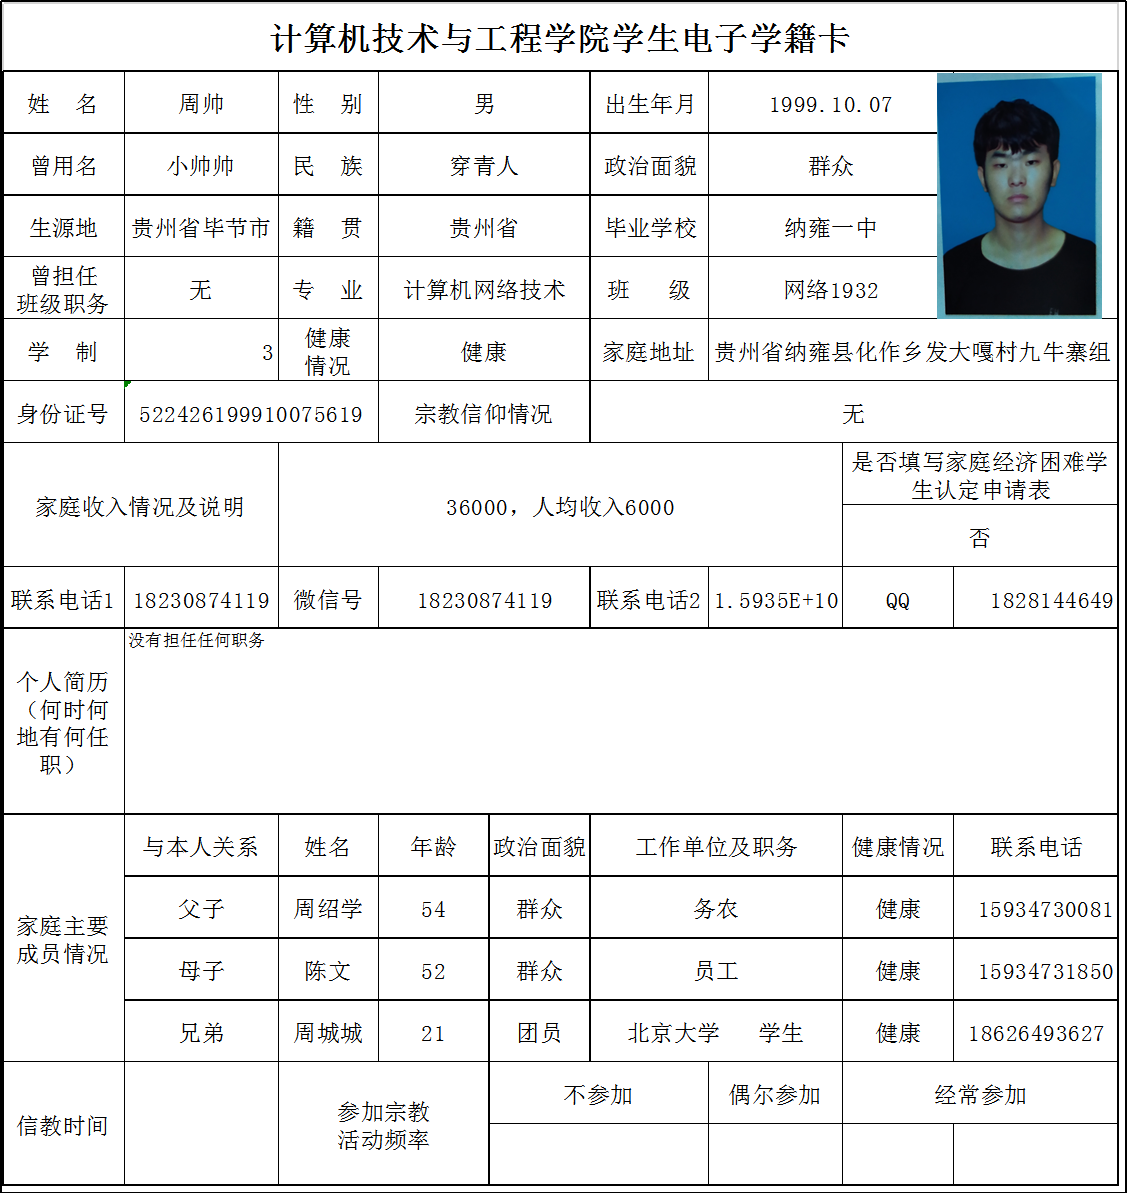 计算机技术与工程学院学生电子学籍卡
姓 名 周帅 性 别 男 出生年月 1999.10.07
曾用名 小帅帅 民 族 穿青人 政治面貌 群众
生源地 贵州省毕节市 籍 贯 贵州省 毕业学校 纳雍一中
曾担任
班级职务 无 专 业 计算机网络技术 班 级 网络1932
学 制 3 健康
情况 健康 家庭地址 贵州省纳雍县化作乡发大嘎村九牛寨组
身份证号 522426199910075619 宗教信仰情况 无
家庭收入情况及说明 36000，人均收入6000 是否填写家庭经济困难学
生认定申请表
否
联系电话1 18230874119 微信号 18230874119 联系电话2 1.5935E+10 QQ 1828144649
个人简历
（何时何
地有何任
职） 没有担任任何职务
家庭主要
成员情况 与本人关系 姓名 年龄 政治面貌 工作单位及职务 健康情况 联系电话
父子 周绍学 54 群众 务农 健康 15934730081
母子 陈文 52 群众 员工 健康 15934731850
兄弟 周城城 21 团员 北京大学 学生 健康 18626493627
信教时间 参加宗教
活动频率 不参加 偶尔参加 经常参加